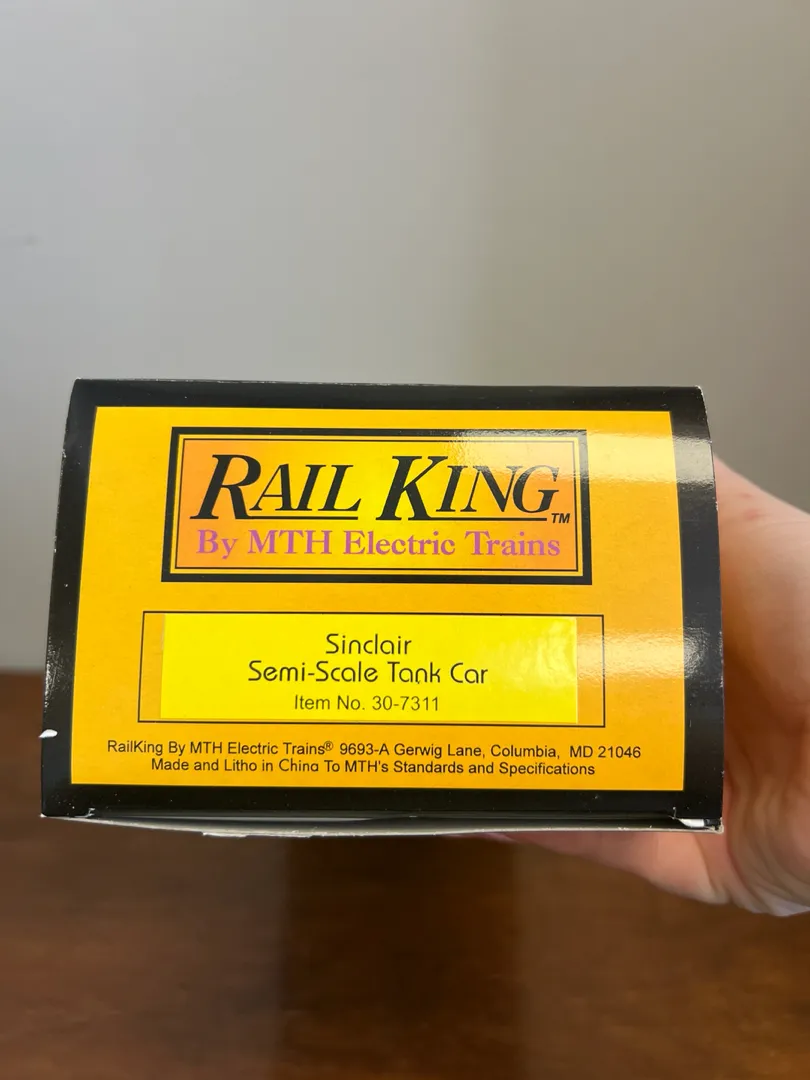 RAIL KING™
By MTH Electric Trains
Sinclair
Semi-Scale Tank Car
Item No. 30-7311
RailKing By MTH Electric Trains® 9693-A Gerwig Lane, Columbia, MD 21046
Made and Litho in China To MTH's Standards and Specifications